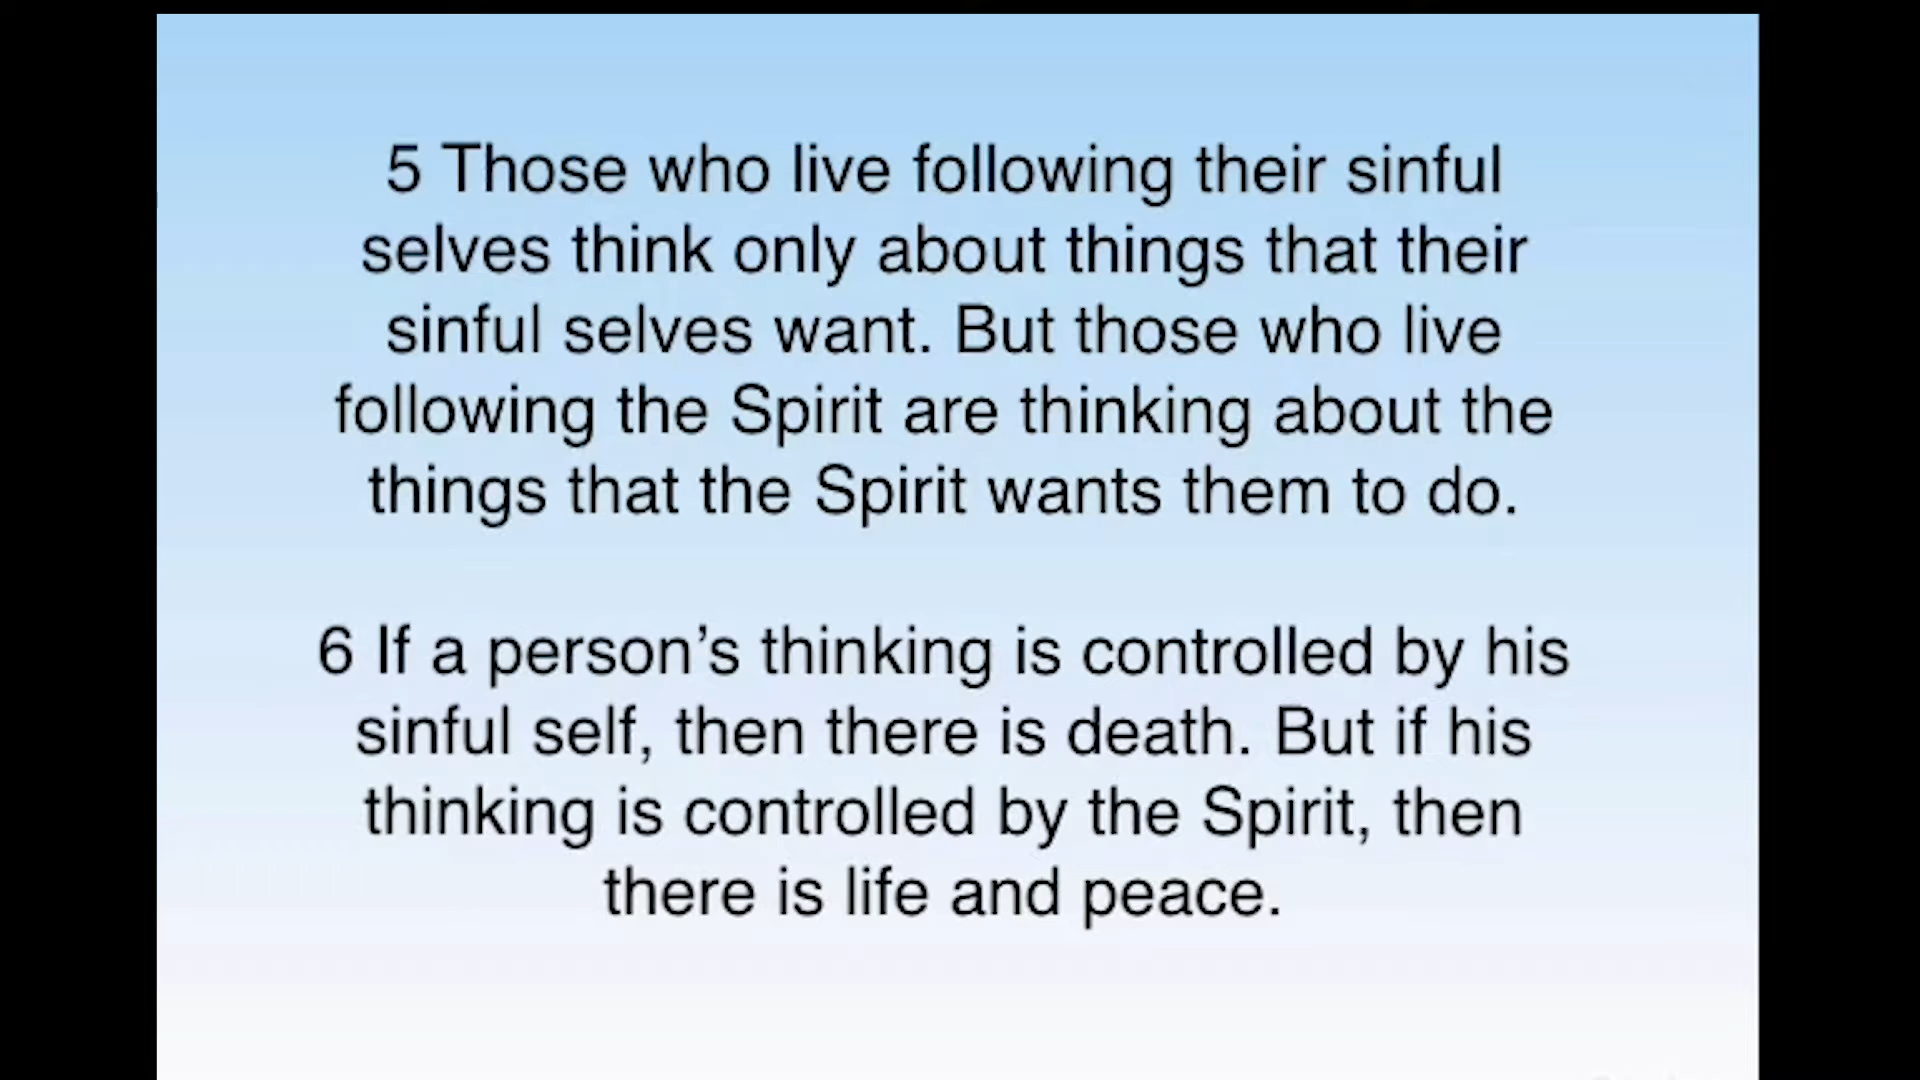 5 Those who live following their sinful
selves think only about things that their
sinful selves want. But those who live
following the Spirit are thinking about the
things that the Spirit wants them to do.
6 If a person’s thinking is controlled by his
sinful self, then there is death. But if his
thinking is controlled by the Spirit, then
there is life and peace.